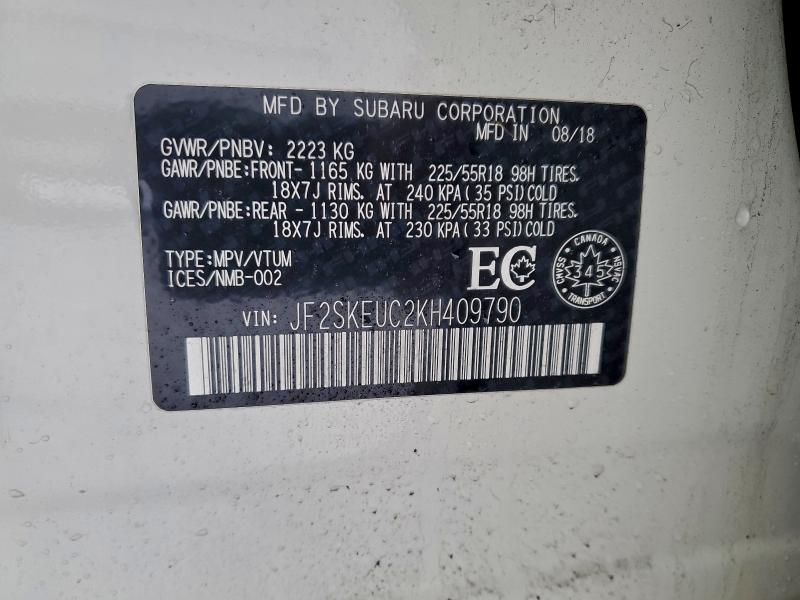 MFD BY SUBARU CORPORATION
MFD IN 08/18
GVWR/PNBV: 2223 KG
GAWR/PNBE:FRONT- 1165 KG WITH 225/55R18 98H TIRES.
18X7J RIMS. AT 240 KPA( 35 PSI)COLD
GAWR/PNBE:REAR - 1130 KG WITH 225/55R18 98H TIRES.
18X7J RIMS. AT 230 KPA( 33 PSI)COLD
TYPE:MPV/VTUM
ICES/NMB-002
EC
CANADA
CMVSS
345
NSVAC
TRANSPORT
VIN: JF2SKEUC2KH409790